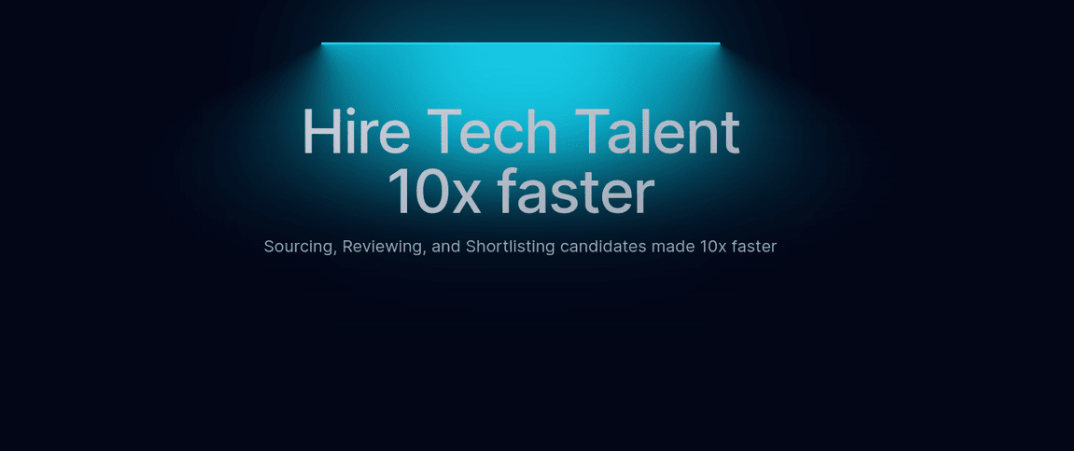 Hire Tech Talent
10x faster
Sourcing, Reviewing, and Shortlisting candidates made 10x faster